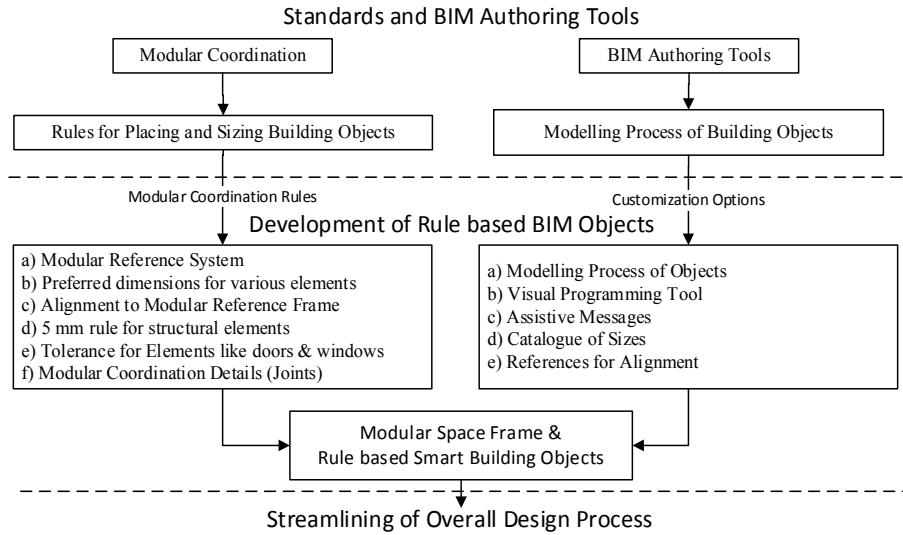 Standards and BIM Authoring Tools
Modular Coordination
BIM Authoring Tools
Rules for Placing and Sizing Building Objects
Modelling Process of Building Objects
Modular Coordination Rules
Customization Options
Development of Rule based BIM Objects
a) Modular Reference System
b) Preferred dimensions for various elements
c) Alignment to Modular Reference Frame
d) 5 mm rule for structural elements
e) Tolerance for Elements like doors & windows
f) Modular Coordination Details (Joints)
a) Modelling Process of Objects
b) Visual Programming Tool
c) Assistive Messages
d) Catalogue of Sizes
e) References for Alignment
Modular Space Frame &
Rule based Smart Building Objects
Streamlining of Overall Design Process